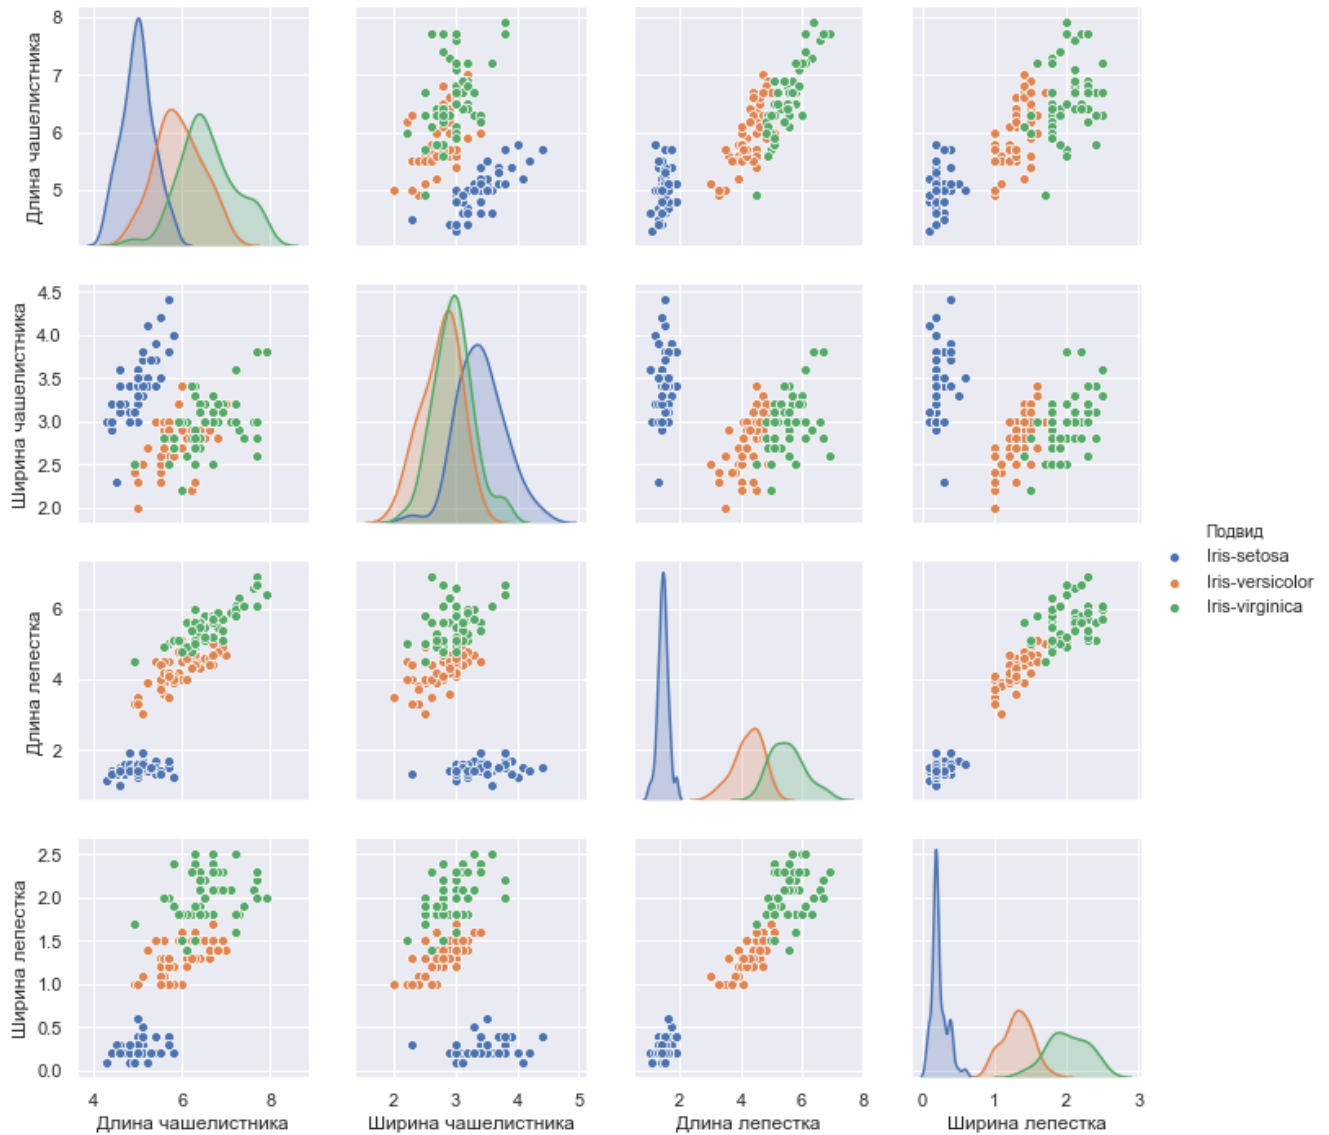 Длина чашелистника
8
7
6
5
Ширина чашелистника
4.5
4.0
3.5
3.0
2.5
2.0
Подвид
Iris-setosa
Iris-versicolor
Iris-virginica
Длина лепестка
6
4
2
Ширина лепестка
2.5
2.0
1.5
1.0
0.5
0.0
4 6 8
2 3 4 5
2 4 6 8
0 1 2 3
Длина чашелистника
Ширина чашелистника
Длина лепестка
Ширина лепестка